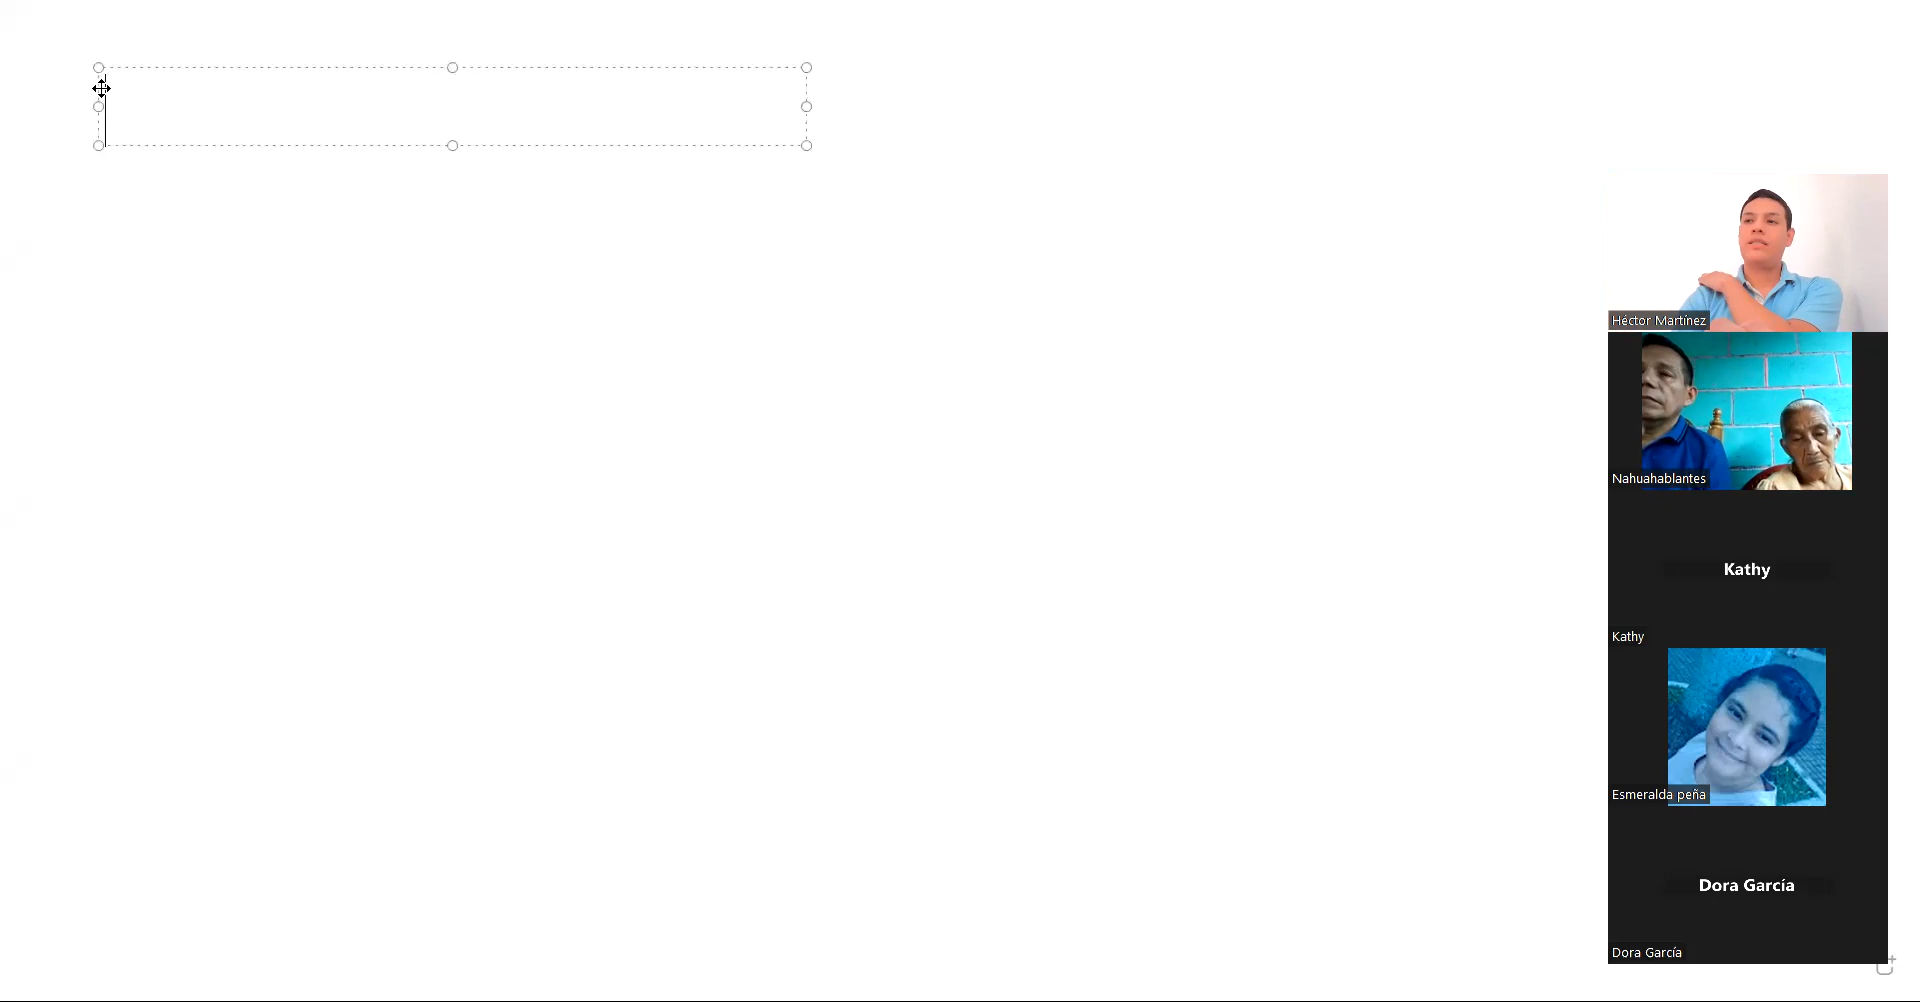 Héctor Martínez
Nahuahablantes
Kathy
Kathy
Esmeralda peña
Dora García
Dora García